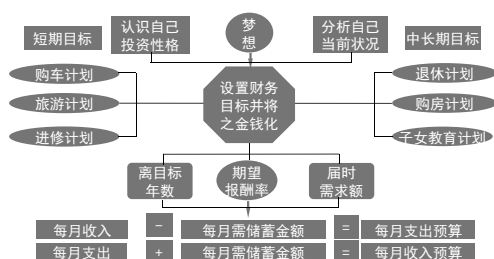 短期目标
认识自己
投资性格
梦
想
分析自己
当前状况
中长期目标
购车计划
旅游计划
进修计划
设置财务
目标并将
之金钱化
退休计划
购房计划
子女教育计划
离目标
年数
期望
报酬率
届时
需求额
每月收入 − 每月需储蓄金额 = 每月支出预算
每月支出 + 每月需储蓄金额 = 每月收入预算